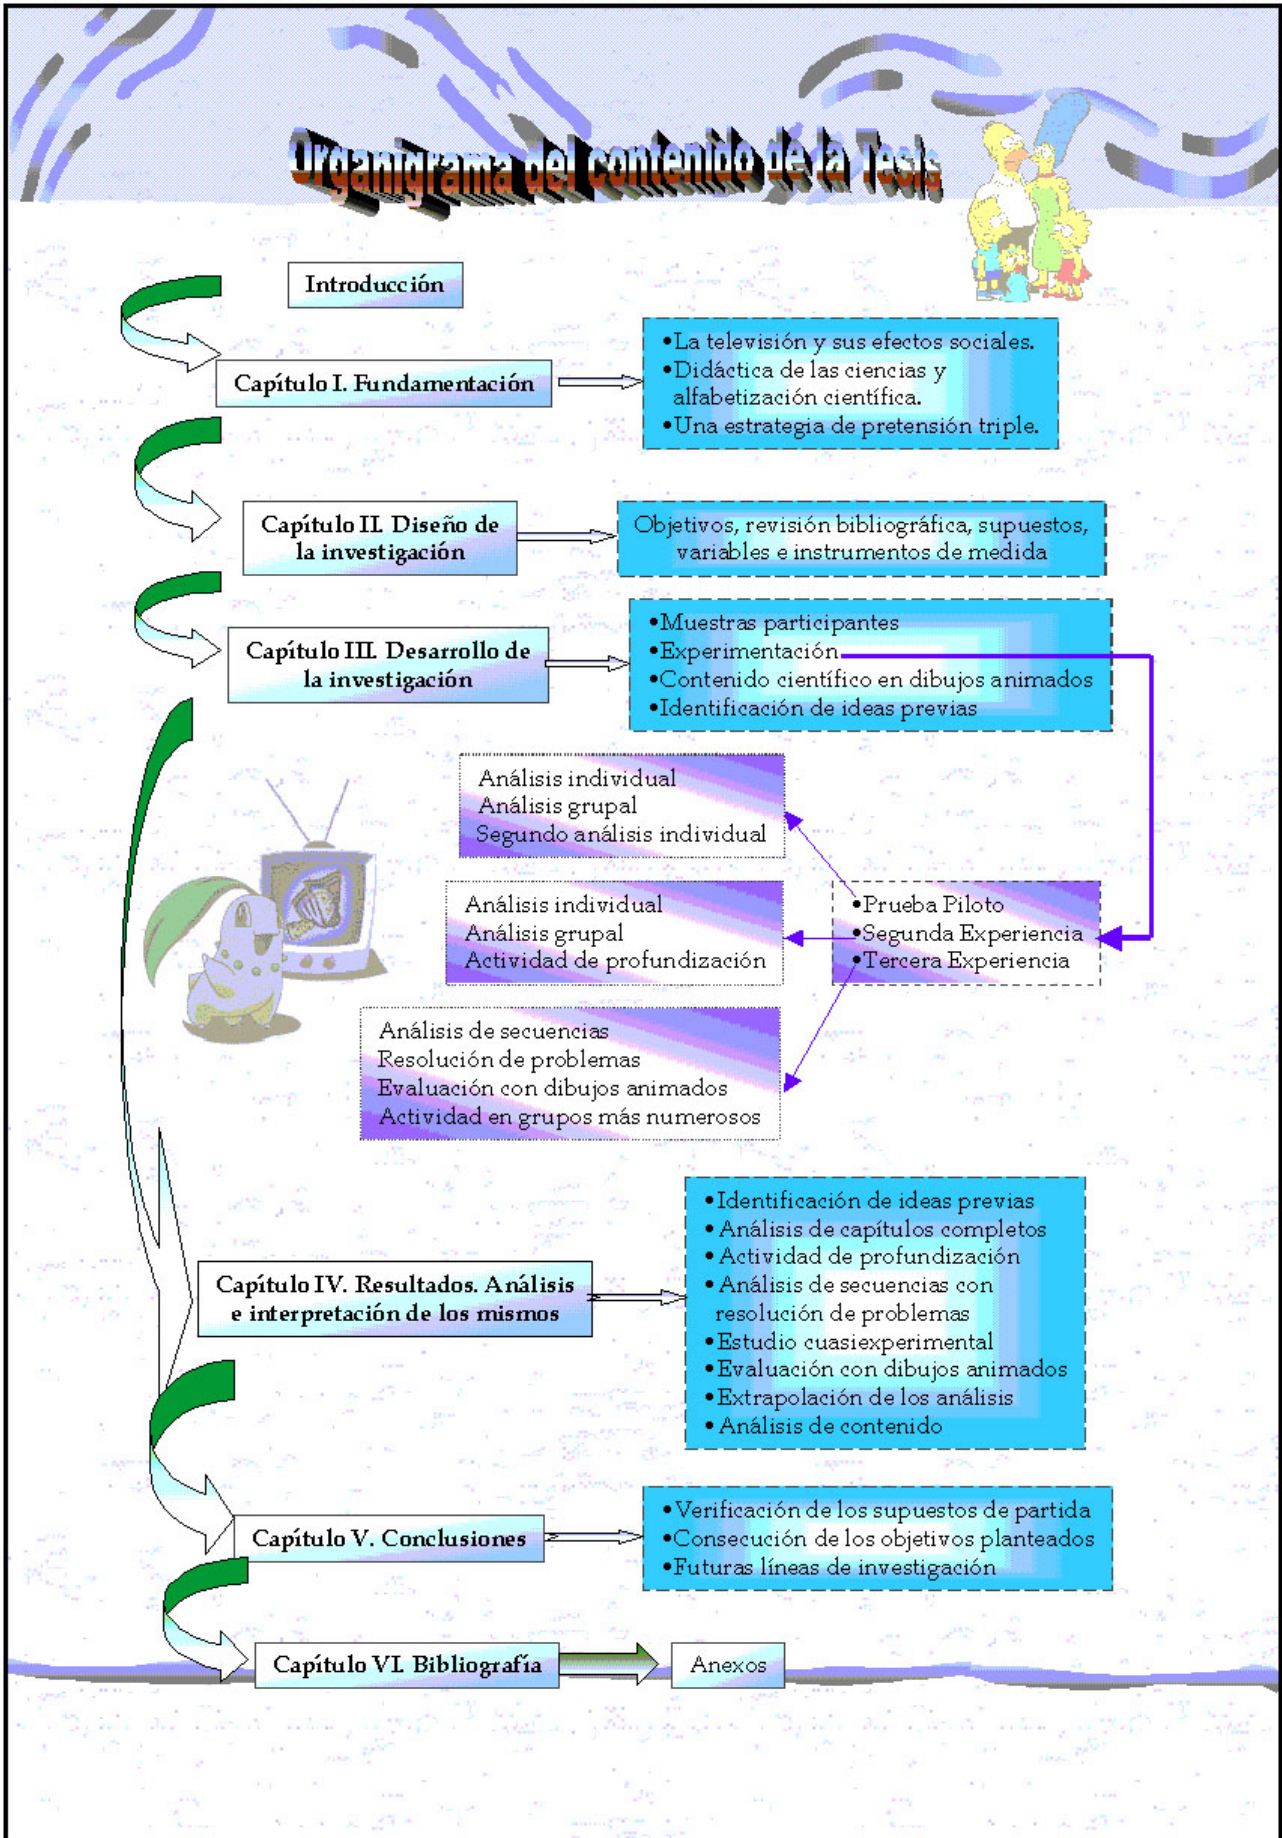 Organigrama del contenido de la Tesis
Introducción
Capítulo I. Fundamentación
•La televisión y sus efectos sociales.
•Didáctica de las ciencias y
alfabetización científica.
•Una estrategia de pretensión triple.
Capítulo II. Diseño de
la investigación
Objetivos, revisión bibliográfica, supuestos,
variables e instrumentos de medida
Capítulo III. Desarrollo de
la investigación
•Muestras participantes
•Experimentación
•Contenido científico en dibujos animados
•Identificación de ideas previas
Análisis individual
Análisis grupal
Segundo análisis individual
Análisis individual
Análisis grupal
Actividad de profundización
•Prueba Piloto
•Segunda Experiencia
•Tercera Experiencia
Análisis de secuencias
Resolución de problemas
Evaluación con dibujos animados
Actividad en grupos más numerosos
Capítulo IV. Resultados. Análisis
e interpretación de los mismos
•Identificación de ideas previas
•Análisis de capítulos completos
•Actividad de profundización
•Análisis de secuencias con
resolución de problemas
•Estudio cuasiexperimental
•Evaluación con dibujos animados
•Extrapolación de los análisis
•Análisis de contenido
Capítulo V. Conclusiones
•Verificación de los supuestos de partida
•Consecución de los objetivos planteados
•Futuras líneas de investigación
Capítulo VI. Bibliografía
Anexos